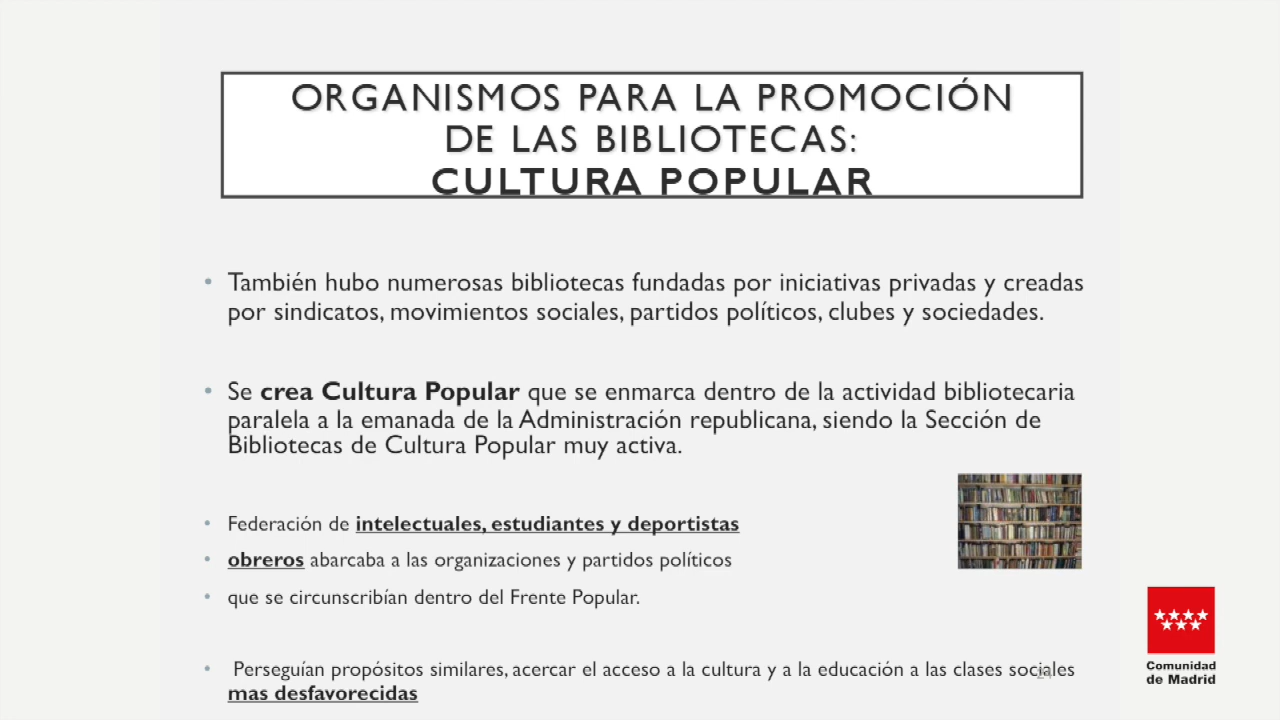 ORGANISMOS PARA LA PROMOCIÓN
DE LAS BIBLIOTECAS:
CULTURA POPULAR
• También hubo numerosas bibliotecas fundadas por iniciativas privadas y creadas
por sindicatos, movimientos sociales, partidos políticos, clubes y sociedades.
• Se crea Cultura Popular que se enmarca dentro de la actividad bibliotecaria
paralela a la emanada de la Administración republicana, siendo la Sección de
Bibliotecas de Cultura Popular muy activa.
• Federación de intelectuales, estudiantes y deportistas
• obreros abarcaba a las organizaciones y partidos políticos
• que se circunscribían dentro del Frente Popular.
• Perseguían propósitos similares, acercar el acceso a la cultura y a la educación a las clases sociales
mas desfavorecidas
Comunidad
de Madrid